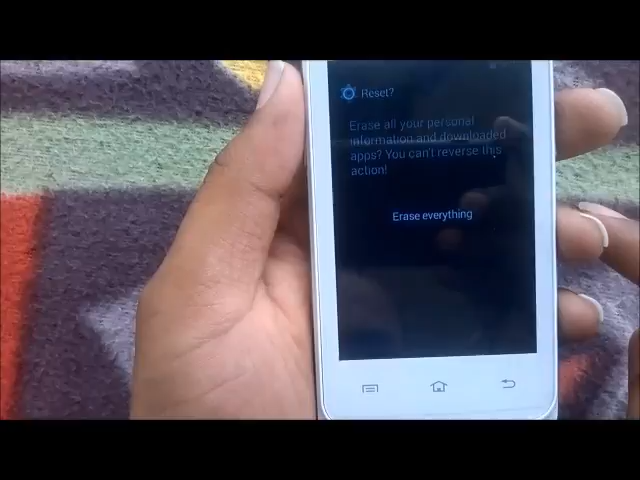 Reset?
Erase all your personal
information and downloaded
apps? You can't reverse this
action!
Erase everything